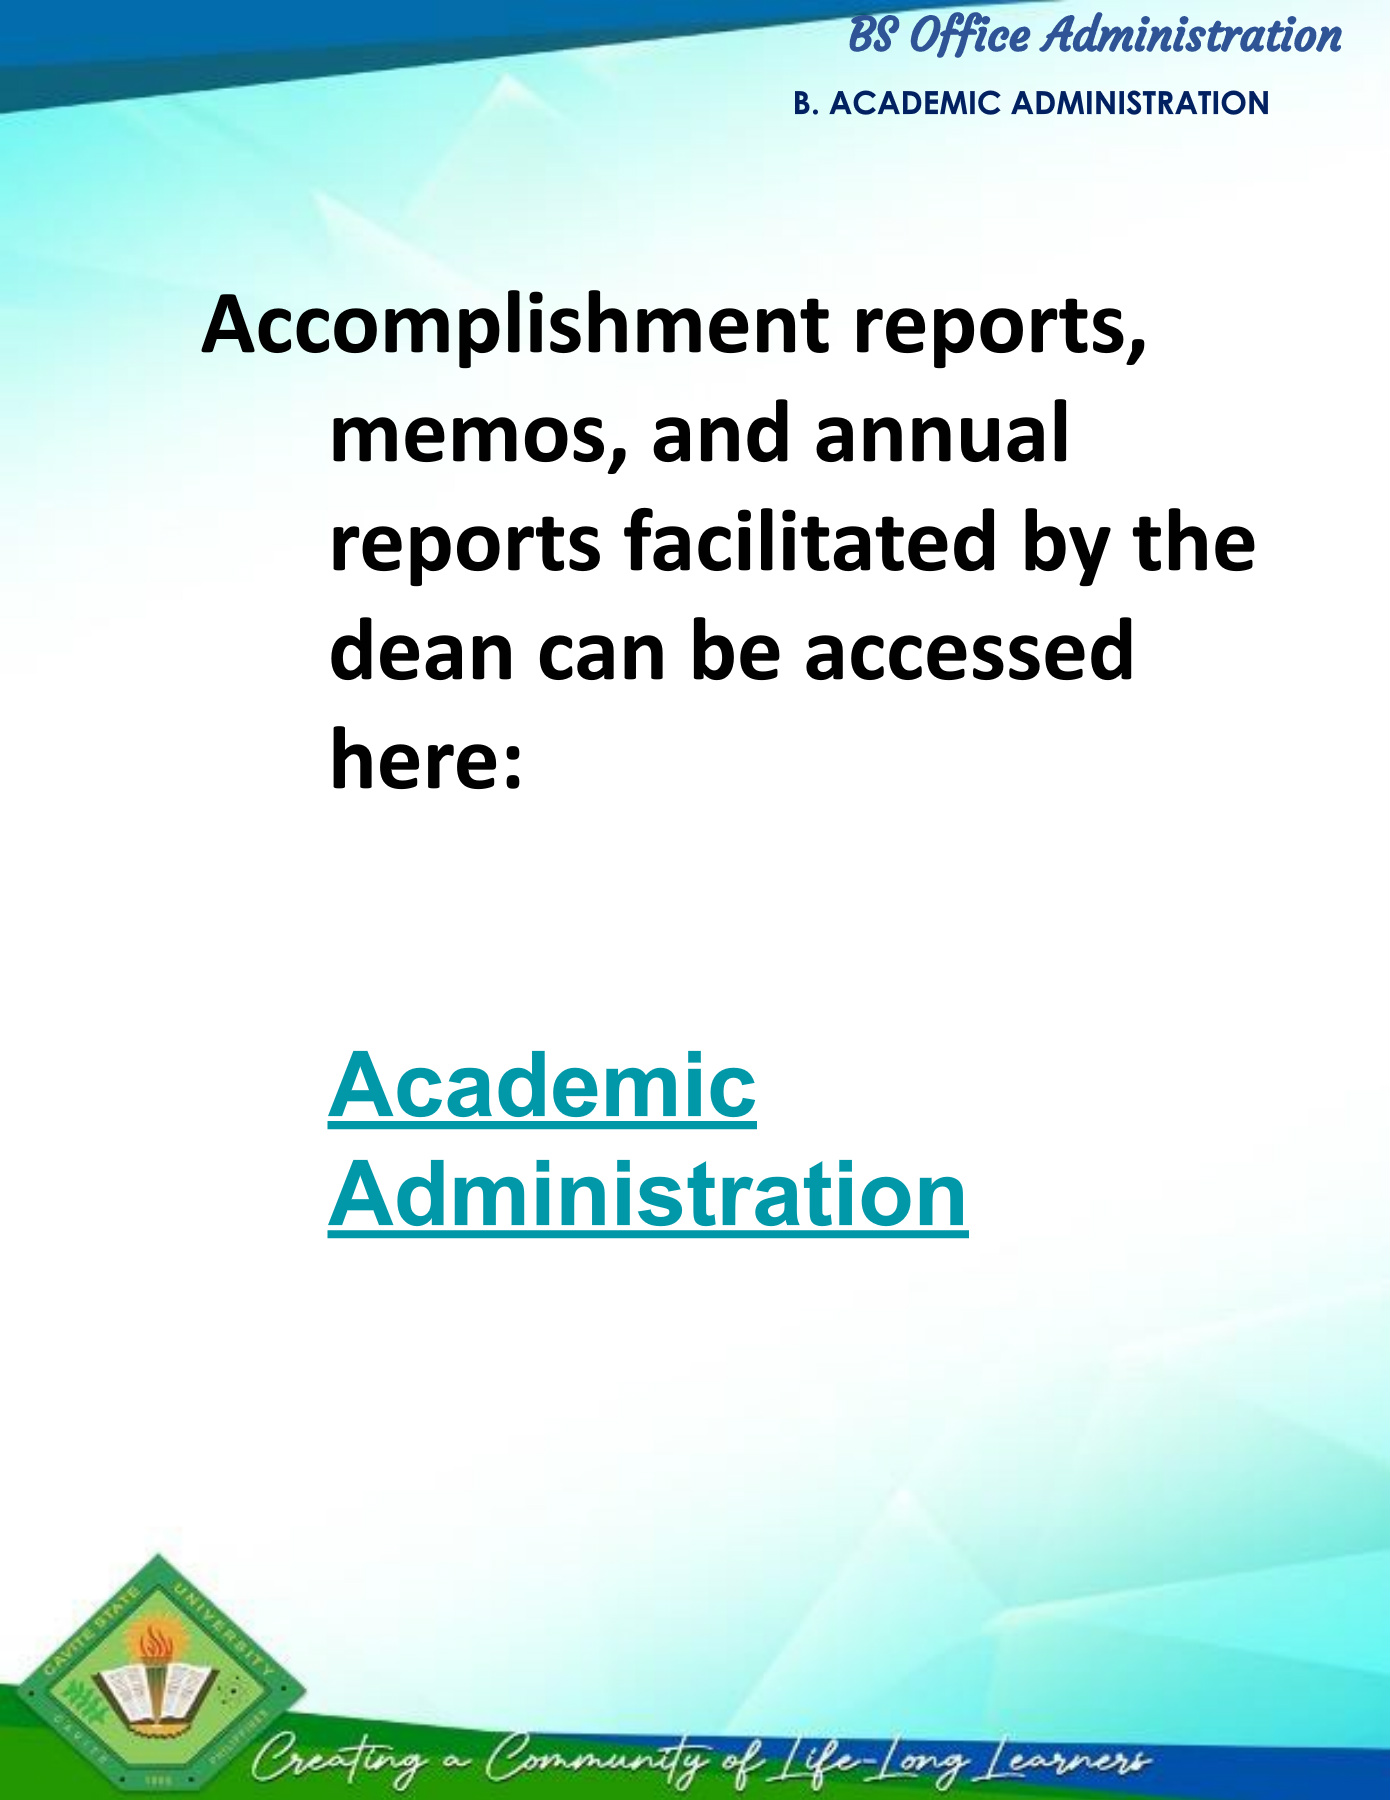 BS Office Administration
B. ACADEMIC ADMINISTRATION
Accomplishment reports,
memos, and annual
reports facilitated by the
dean can be accessed
here:
Academic
Administration
CAVITE STATE UNIVERSITY
CAVITE
PHILIPPINES
Creating a Community of Life-Long Learners